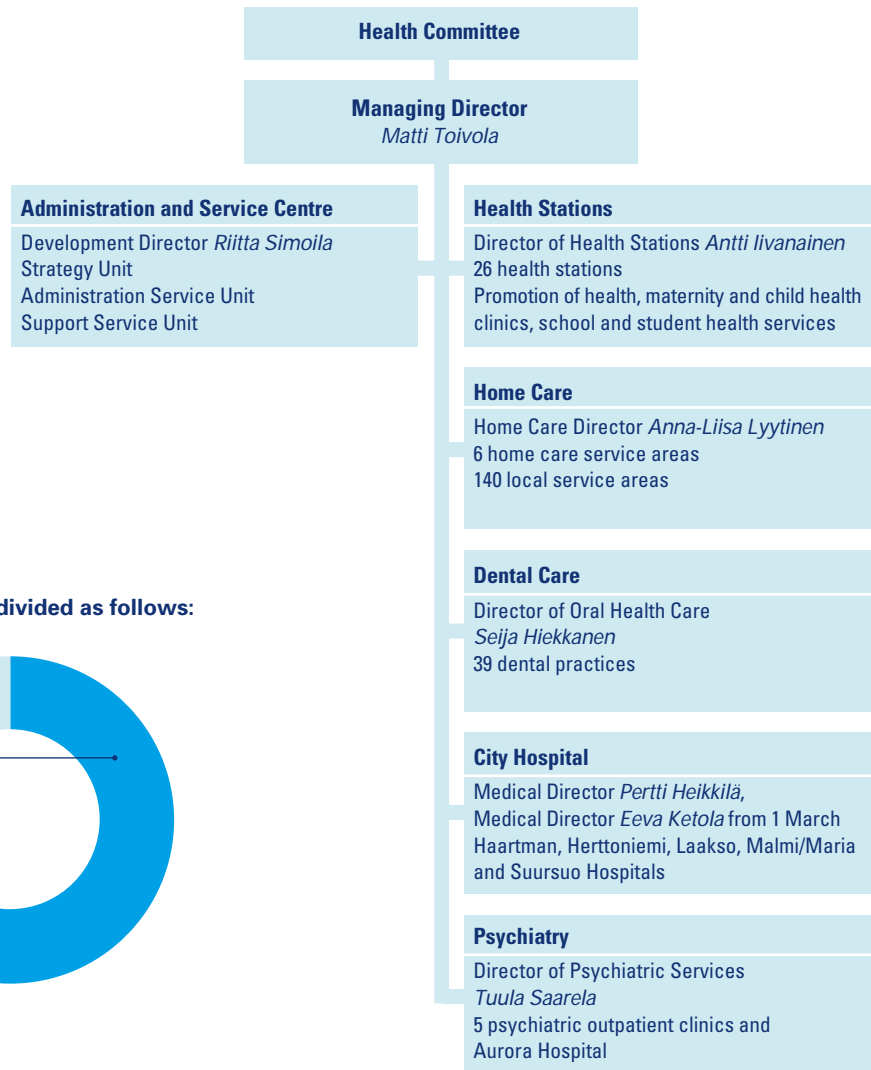 Health Committee
Managing Director
Matti Toivola
Administration and Service Centre
Development Director Riitta Simoila
Strategy Unit
Administration Service Unit
Support Service Unit
Health Stations
Director of Health Stations Antti Iivanainen
26 health stations
Promotion of health, maternity and child health
clinics, school and student health services
Home Care
Home Care Director Anna-Liisa Lyytinen
6 home care service areas
140 local service areas
divided as follows:
Dental Care
Director of Oral Health Care
Seija Hiekkanen
39 dental practices
City Hospital
Medical Director Pertti Heikkilä,
Medical Director Eeva Ketola from 1 March
Haartman, Herttoniemi, Laakso, Malmi/Maria
and Suursuo Hospitals
Psychiatry
Director of Psychiatric Services
Tuula Saarela
5 psychiatric outpatient clinics and
Aurora Hospital